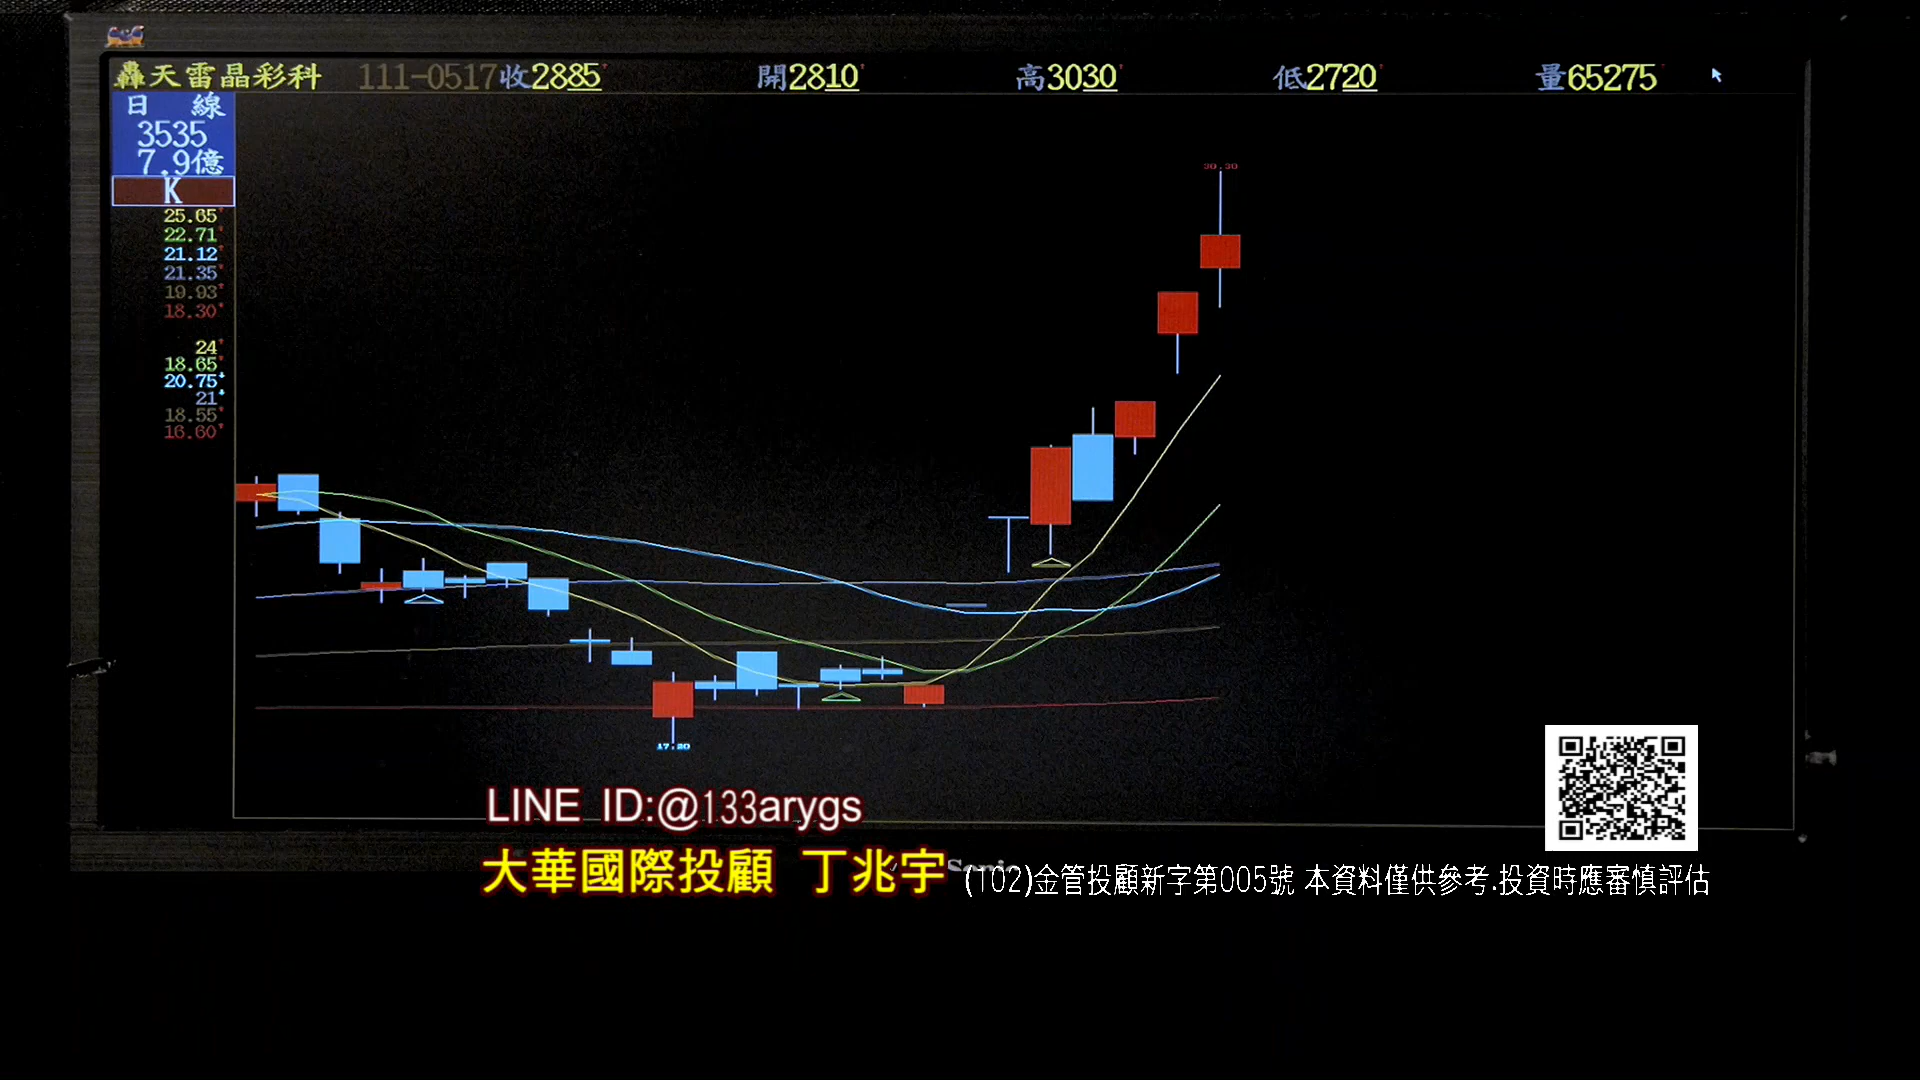 轟天雷晶彩科 111-0517收2885 開2810 高3030 低2720 量65275
日 線
3535
7.9億
K
25.65
22.71
21.12
21.35
19.93
18.30
24
18.65
20.75
21
18.55
16.60
30.30
17.20
LINE ID:@133arygs
大華國際投顧 丁兆宇
(102)金管投顧新字第005號 本資料僅供參考.投資時應審慎評估